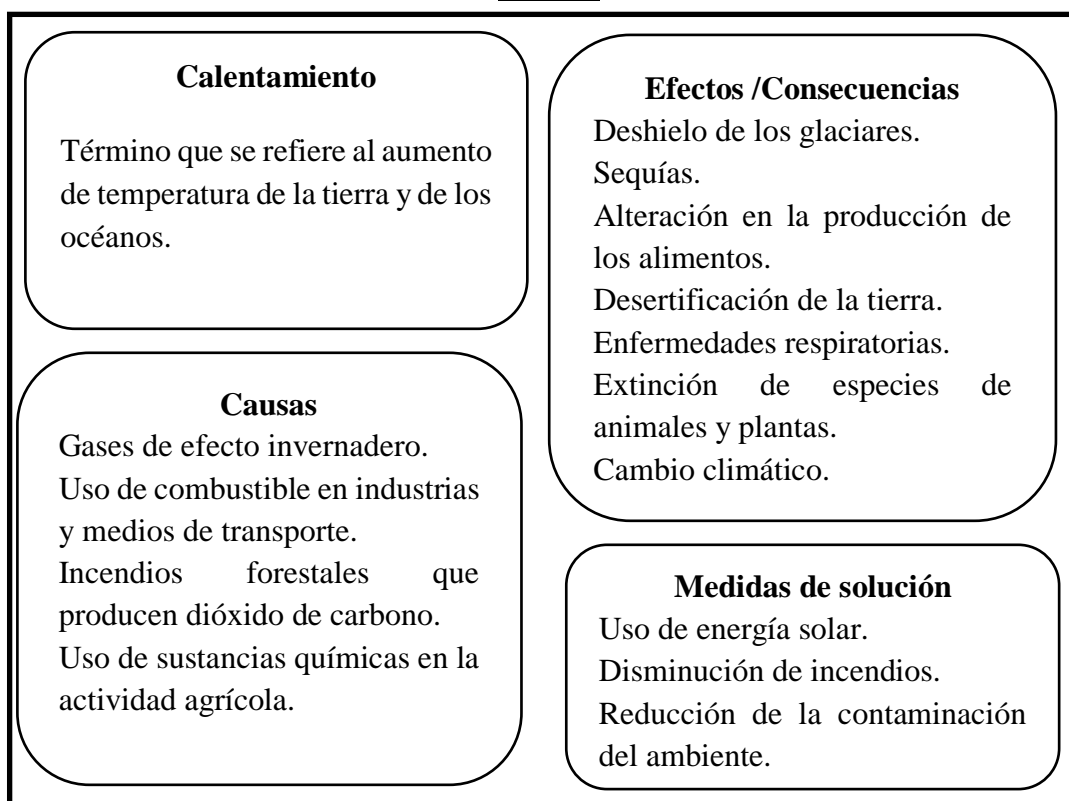 Calentamiento
Término que se refiere al aumento
de temperatura de la tierra y de los
océanos.
Causas
Gases de efecto invernadero.
Uso de combustible en industrias
y medios de transporte.
Incendios forestales que
producen dióxido de carbono.
Uso de sustancias químicas en la
actividad agrícola.
Efectos /Consecuencias
Deshielo de los glaciares.
Sequías.
Alteración en la producción de
los alimentos.
Desertificación de la tierra.
Enfermedades respiratorias.
Extinción de especies de
animales y plantas.
Cambio climático.
Medidas de solución
Uso de energía solar.
Disminución de incendios.
Reducción de la contaminación
del ambiente.